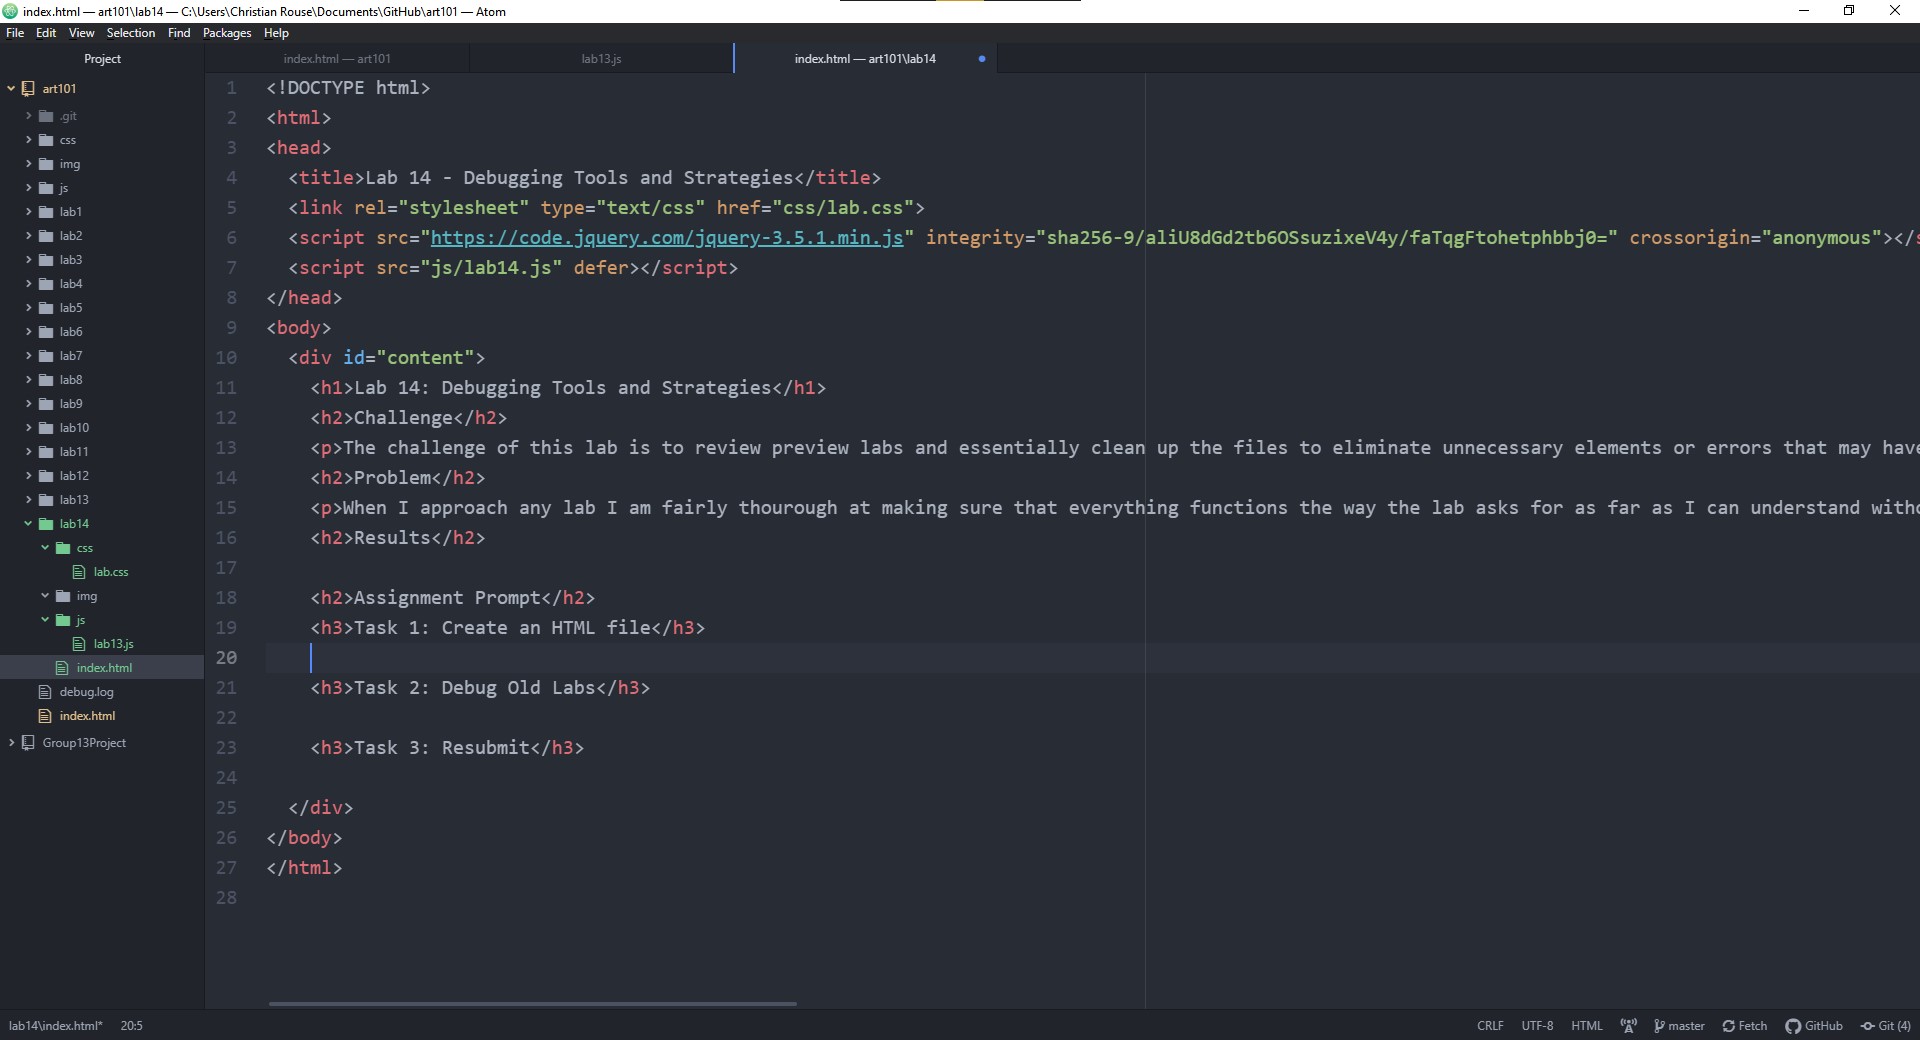 index.html — art101\lab14 — C:\Users\Christian Rouse\Documents\GitHub\art101 — Atom
File Edit View Selection Find Packages Help
Project
index.html — art101
lab13.js
index.html — art101\lab14
art101
.git
css
img
js
lab1
lab2
lab3
lab4
lab5
lab6
lab7
lab8
lab9
lab10
lab11
lab12
lab13
lab14
css
lab.css
img
js
lab13.js
index.html
debug.log
index.html
Group13Project
1 <!DOCTYPE html>
2 <html>
3 <head>
4 <title>Lab 14 - Debugging Tools and Strategies</title>
5 <link rel="stylesheet" type="text/css" href="css/lab.css">
6 <script src="https://code.jquery.com/jquery-3.5.1.min.js" integrity="sha256-9/aliU8dGd2tb6OSsuzixeV4y/faTqgFtohetphbbj0=" crossorigin="anonymous"></s
7 <script src="js/lab14.js" defer></script>
8 </head>
9 <body>
10 <div id="content">
11 <h1>Lab 14: Debugging Tools and Strategies</h1>
12 <h2>Challenge</h2>
13 <p>The challenge of this lab is to review preview labs and essentially clean up the files to eliminate unnecessary elements or errors that may have
14 <h2>Problem</h2>
15 <p>When I approach any lab I am fairly thourough at making sure that everything functions the way the lab asks for as far as I can understand witho
16 <h2>Results</h2>
17
18 <h2>Assignment Prompt</h2>
19 <h3>Task 1: Create an HTML file</h3>
20
21 <h3>Task 2: Debug Old Labs</h3>
22
23 <h3>Task 3: Resubmit</h3>
24
25 </div>
26 </body>
27 </html>
28
lab14\index.html* 20:5 CRLF UTF-8 HTML master Fetch GitHub Git (4)